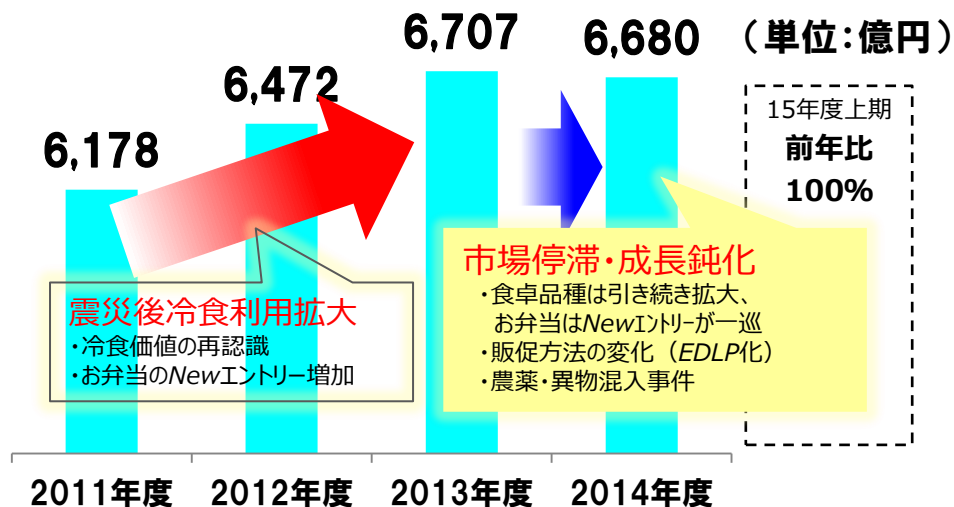 (単位:億円)
6,178
6,472
6,707
6,680
15年度上期
前年比
100%
震災後冷食利用拡大
・冷食価値の再認識
・お弁当のNewエントリー増加
市場停滞・成長鈍化
・食卓品種は引き続き拡大、
お弁当はNewエントリーが一巡
・販促方法の変化(EDLP化)
・農薬・異物混入事件
2011年度
2012年度
2013年度
2014年度